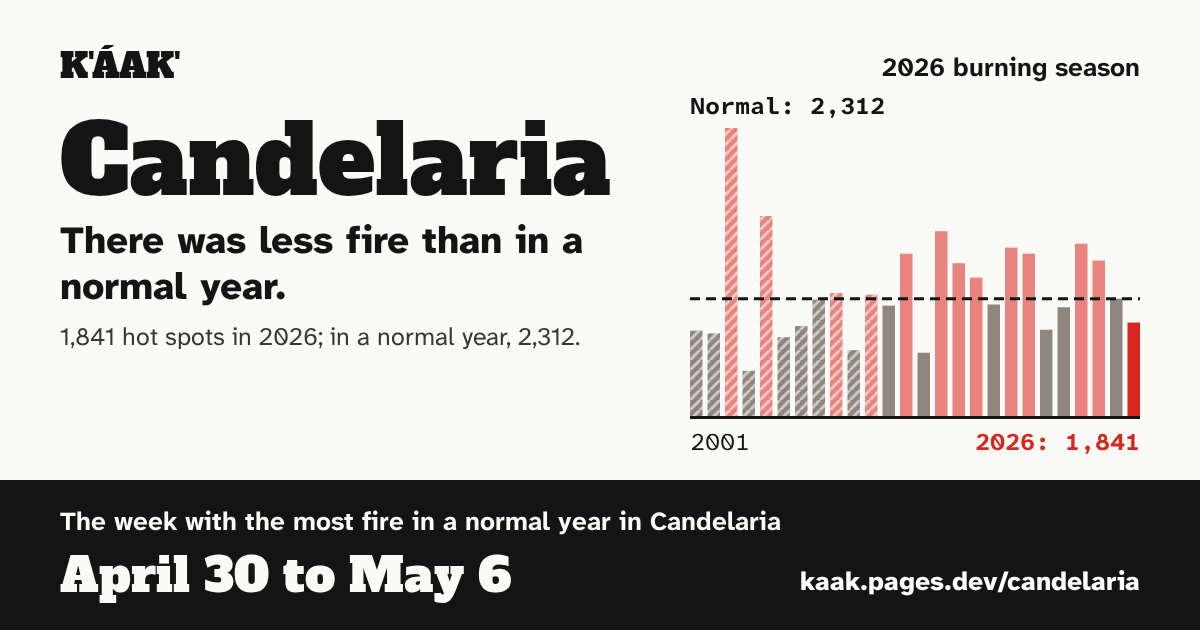 K'ÁAK'
Candelaria
There was less fire than in a
normal year.
1,841 hot spots in 2026; in a normal year, 2,312.
2026 burning season
Normal: 2,312
2001
2026: 1,841
The week with the most fire in a normal year in Candelaria
April 30 to May 6
kaak.pages.dev/candelaria